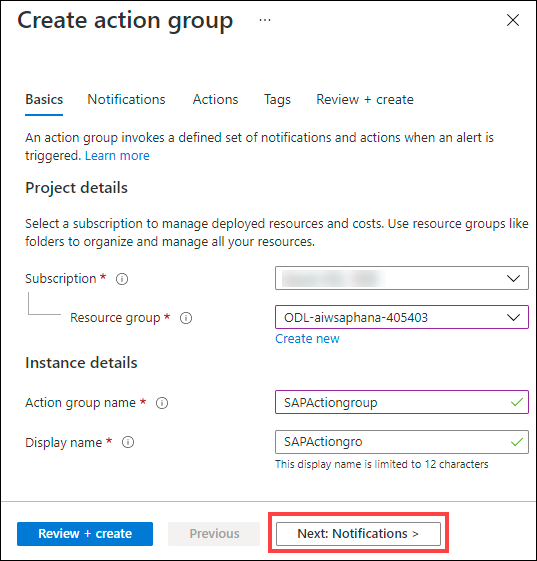 Create action group ...
Basics Notifications Actions Tags Review + create
An action group invokes a defined set of notifications and actions when an alert is
triggered. Learn more
Project details
Select a subscription to manage deployed resources and costs. Use resource groups like
folders to organize and manage all your resources.
Subscription *
Resource group * ODL-aiwsaphana-405403
Create new
Instance details
Action group name * SAPActiongroup
Display name * SAPActiongro
This display name is limited to 12 characters
Review + create Previous Next: Notifications >